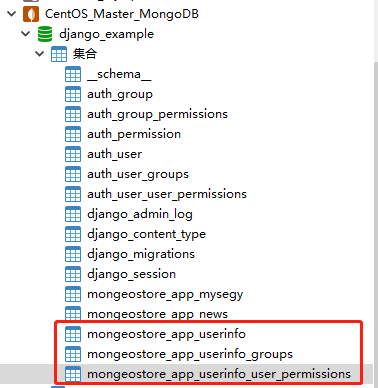 CentOS_Master_MongoDB
django_example
集合
__schema__
auth_group
auth_group_permissions
auth_permission
auth_user
auth_user_groups
auth_user_user_permissions
django_admin_log
django_content_type
django_migrations
django_session
mongeostore_app_mysegy
mongeostore_app_news
mongeostore_app_userinfo
mongeostore_app_userinfo_groups
mongeostore_app_userinfo_user_permissions